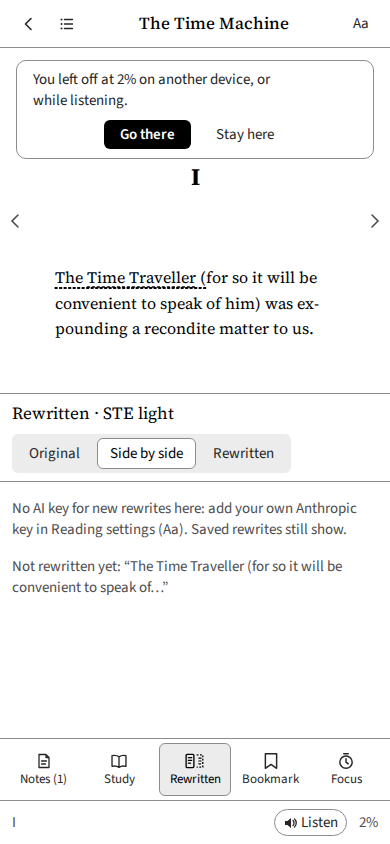 The Time Machine
Aa
You left off at 2% on another device, or
while listening.
Go there
Stay here
I
The Time Traveller (for so it will be
convenient to speak of him) was ex-
pounding a recondite matter to us.
Rewritten · STE light
Original
Side by side
Rewritten
No AI key for new rewrites here: add your own Anthropic
key in Reading settings (Aa). Saved rewrites still show.
Not rewritten yet: “The Time Traveller (for so it will be
convenient to speak of…”
Notes (1)
Study
Rewritten
Bookmark
Focus
I
Listen
2%